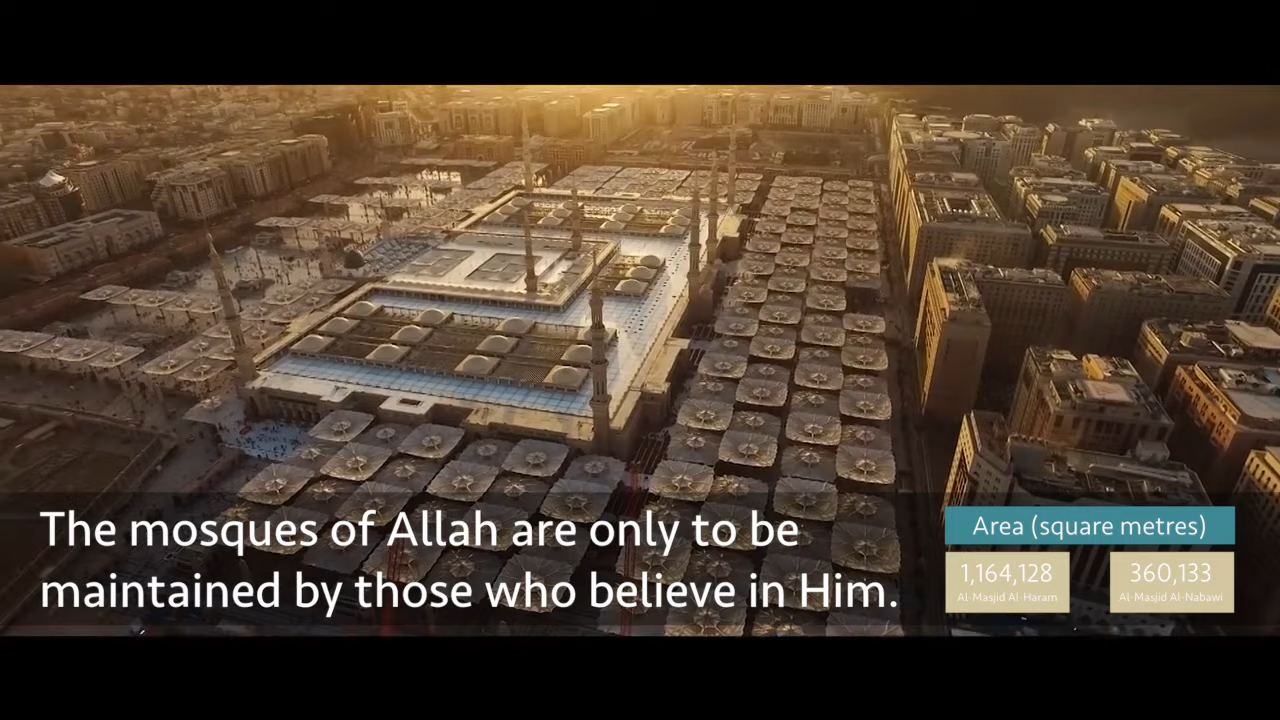 The mosques of Allah are only to be
maintained by those who believe in Him.
Area (square metres)
1,164,128
Al-Masjid Al-Haram
360,133
Al-Masjid Al-Nabawi